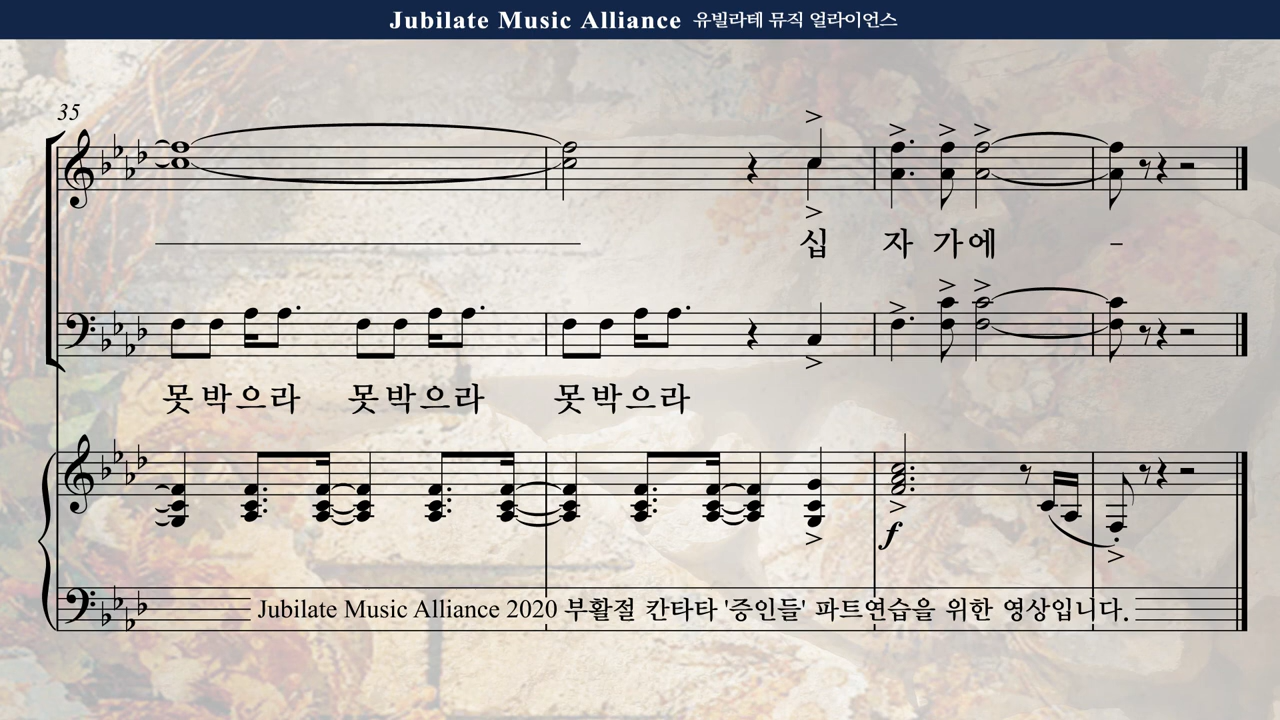 Jubilate Music Alliance 유빌라테 뮤직 얼라이언스
35
십 자 가에 –
못박으라 못박으라 못박으라
f
Jubilate Music Alliance 2020 부활절 칸타타 '증인들' 파트연습을 위한 영상입니다.